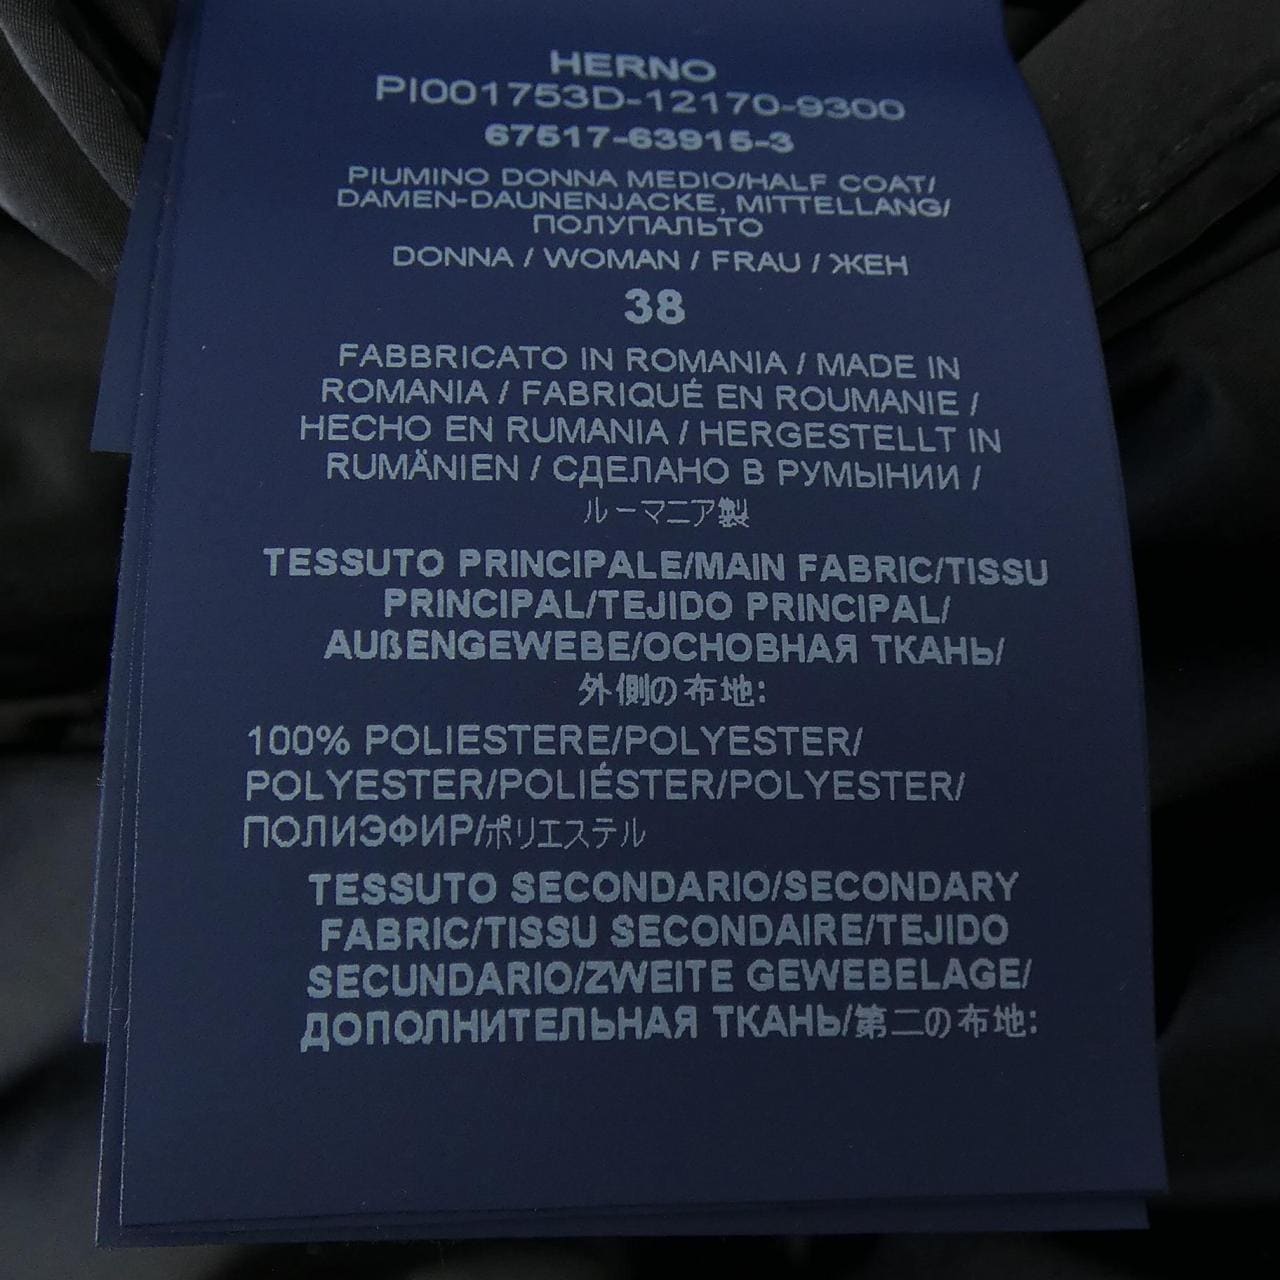 HERNO
PI001753D-12170-9300
67517-63915-3
PIUMINO DONNA MEDIO/HALF COAT/
DAMEN-DAUNENJACKE, MITTELLANG/
ПОЛУПАЛЬТО
DONNA / WOMAN / FRAU / ЖЕН
38
FABBRICATO IN ROMANIA / MADE IN
ROMANIA / FABRIQUÉ EN ROUMANIE /
HECHO EN RUMANIA / HERGESTELLT IN
RUMÄNIEN / СДЕЛАНО В РУМЫНИИ /
ルーマニア製
TESSUTO PRINCIPALE/MAIN FABRIC/TISSU
PRINCIPAL/TEJIDO PRINCIPAL/
AUßENGEWEBE/ОСНОВНАЯ ТКАНЬ/
外側の布地:
100% POLIESTERE/POLYESTER/
POLYESTER/POLIÉSTER/POLYESTER/
ПОЛИЭФИР/ポリエステル
TESSUTO SECONDARIO/SECONDARY
FABRIC/TISSU SECONDAIRE/TEJIDO
SECUNDARIO/ZWEITE GEWEBELAGE/
ДОПОЛНИТЕЛЬНАЯ ТКАНЬ/第二の布地: